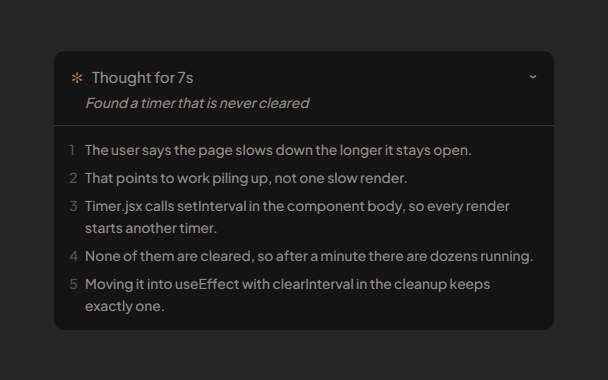 Thought for 7s
Found a timer that is never cleared
1 The user says the page slows down the longer it stays open.
2 That points to work piling up, not one slow render.
3 Timer.jsx calls setInterval in the component body, so every render
starts another timer.
4 None of them are cleared, so after a minute there are dozens running.
5 Moving it into useEffect with clearInterval in the cleanup keeps
exactly one.